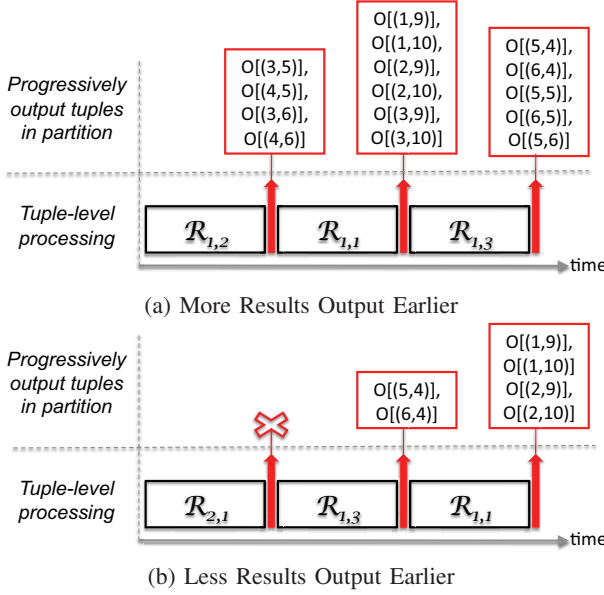 Progressively
output tuples
in partition
O[(3,5)],
O[(4,5)],
O[(3,6)],
O[(4,6)]
O[(1,9)],
O[(1,10),
O[(2,9)],
O[(2,10),
O[(3,9)],
O[(3,10)]
O[(5,4)],
O[(6,4)],
O[(5,5)],
O[(6,5)],
O[(5,6)]
Tuple-level
processing
R1,2
R1,1
R1,3
time
(a) More Results Output Earlier
Progressively
output tuples
in partition
O[(5,4)],
O[(6,4)]
O[(1,9)],
O[(1,10)]
O[(2,9)],
O[(2,10)]
Tuple-level
processing
R2,1
R1,3
R1,1
time
(b) Less Results Output Earlier